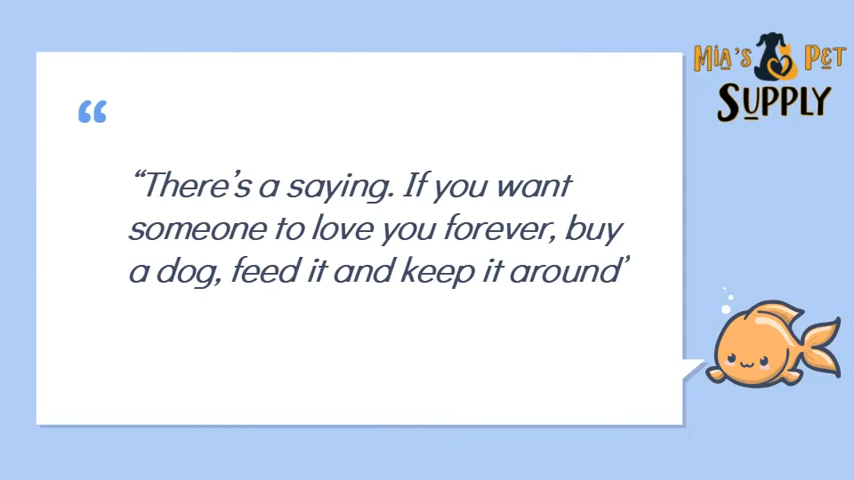 MiA's PET
SUPPLY
“
“There’s a saying. If you want
someone to love you forever, buy
a dog, feed it and keep it around’